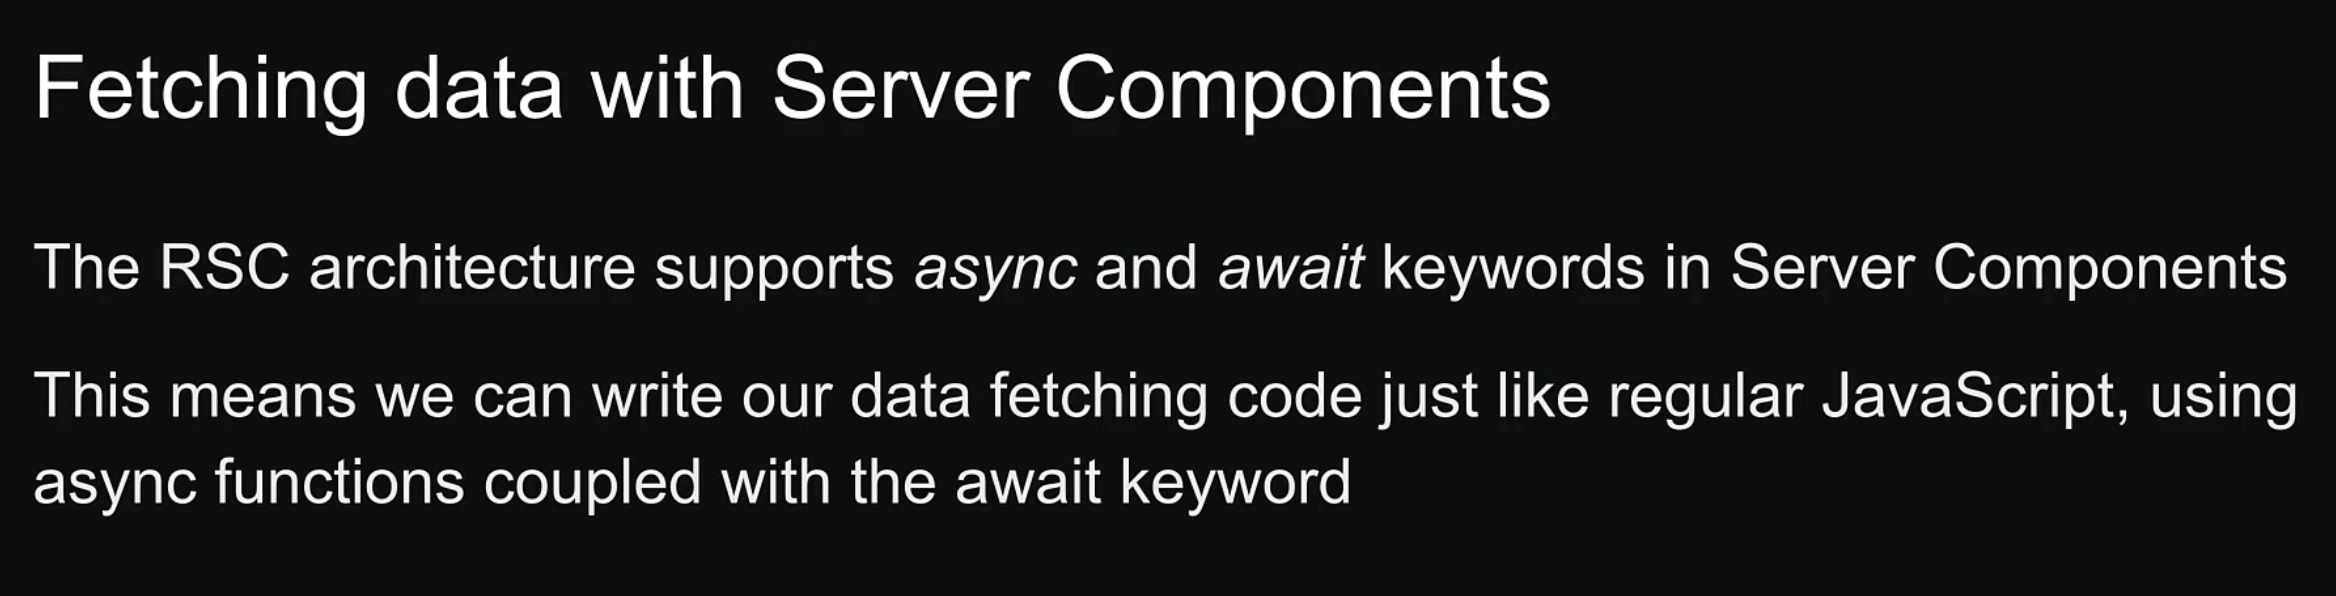 Fetching data with Server Components
The RSC architecture supports async and await keywords in Server Components
This means we can write our data fetching code just like regular JavaScript, using
async functions coupled with the await keyword